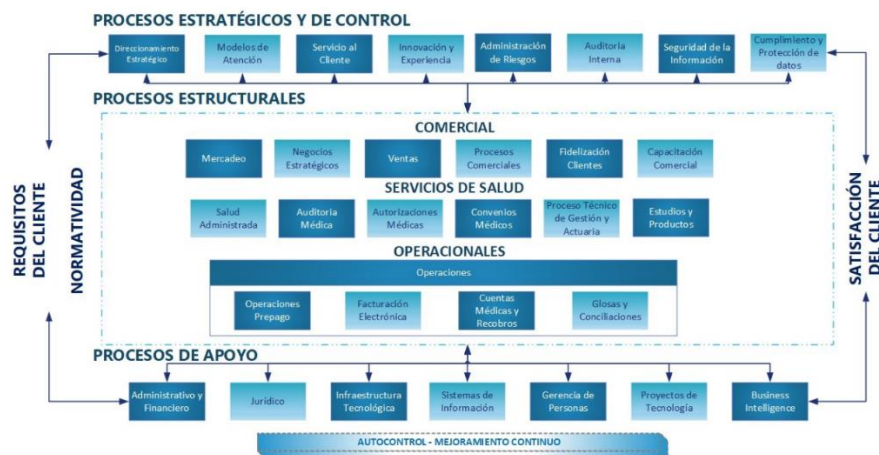 PROCESOS ESTRATÉGICOS Y DE CONTROL
Direccionamiento
Estratégico
Modelos de
Atención
Servicio al
Cliente
Innovación y
Experiencia
Administración
de Riesgos
Auditoria
Interna
Seguridad de la
Información
Cumplimiento y
Protección de
datos
PROCESOS ESTRUCTURALES
REQUISITOS
DEL CLIENTE
NORMATIVIDAD
COMERCIAL
Mercadeo
Negocios
Estratégicos
Ventas
Procesos
Comerciales
Fidelización
Clientes
Capacitación
Comercial
SERVICIOS DE SALUD
Salud
Administrada
Auditoria
Médica
Autorizaciones
Médicas
Convenios
Médicos
Proceso Técnico
de Gestión y
Actuaria
Estudios y
Productos
OPERACIONALES
Operaciones
Operaciones
Prepago
Facturación
Electrónica
Cuentas
Médicas y
Recobros
Glosas y
Conciliaciones
SATISFACCIÓN
DEL CLIENTE
PROCESOS DE APOYO
Administrativo y
Financiero
Jurídico
Infraestructura
Tecnológica
Sistemas de
Información
Gerencia de
Personas
Proyectos de
Tecnología
Business
Intelligence
AUTOCONTROL - MEJORAMIENTO CONTINUO